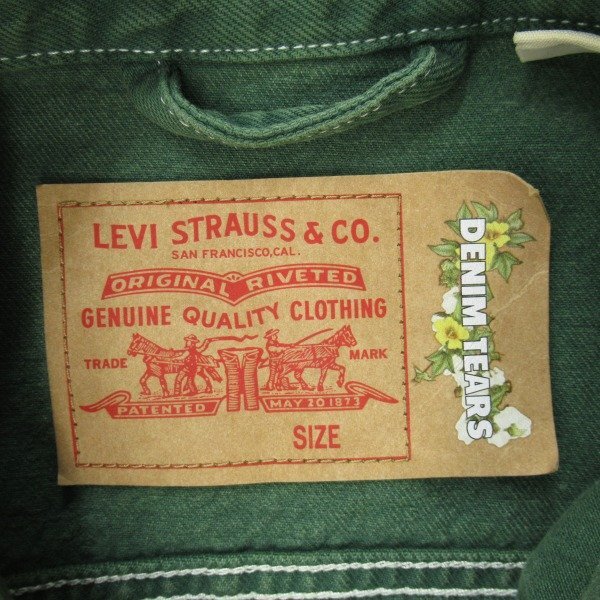 LEVI STRAUSS & CO.
SAN FRANCISCO, CAL.
ORIGINAL RIVETED
GENUINE QUALITY CLOTHING
TRADE MARK
PATENTED MAY 20 1873
SIZE
DENIM TEARS